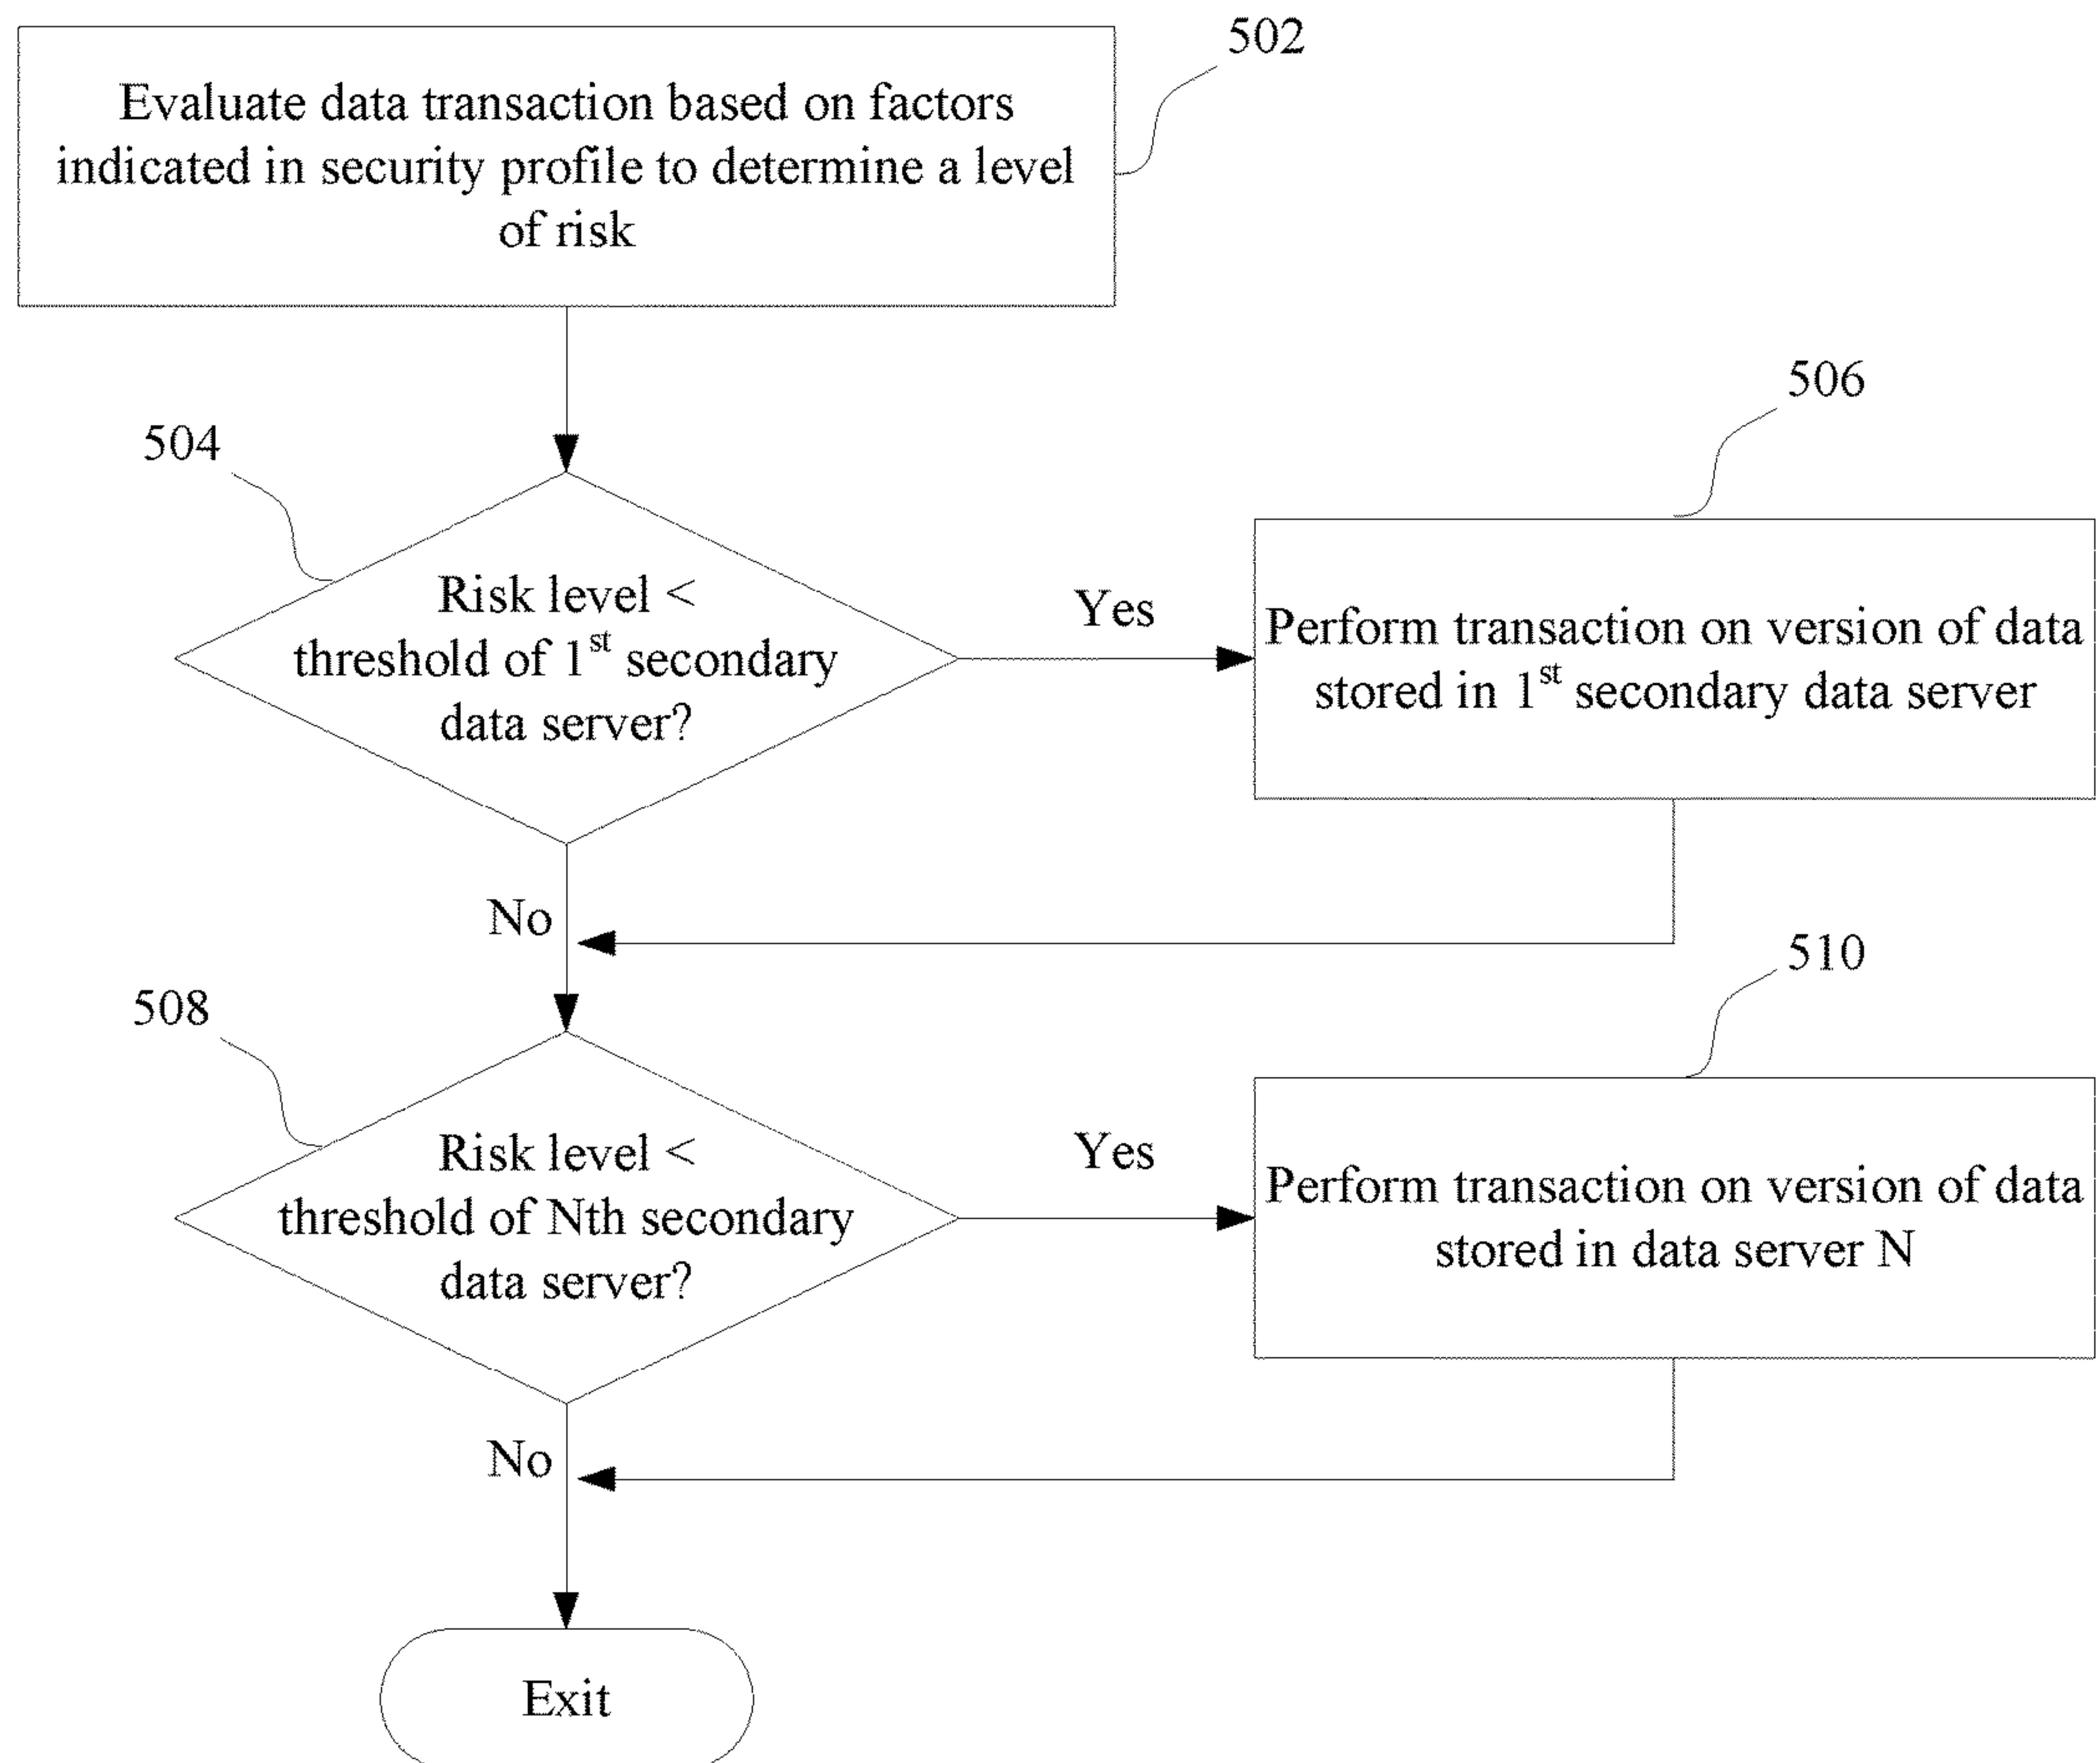 502
Evaluate data transaction based on factors
indicated in security profile to determine a level
of risk
506
504
Risk level <
threshold of 1st secondary
data server?
Yes
Perform transaction on version of data
stored in 1st secondary data server
No
510
508
Risk level <
threshold of Nth secondary
data server?
Yes
Perform transaction on version of data
stored in data server N
No
Exit